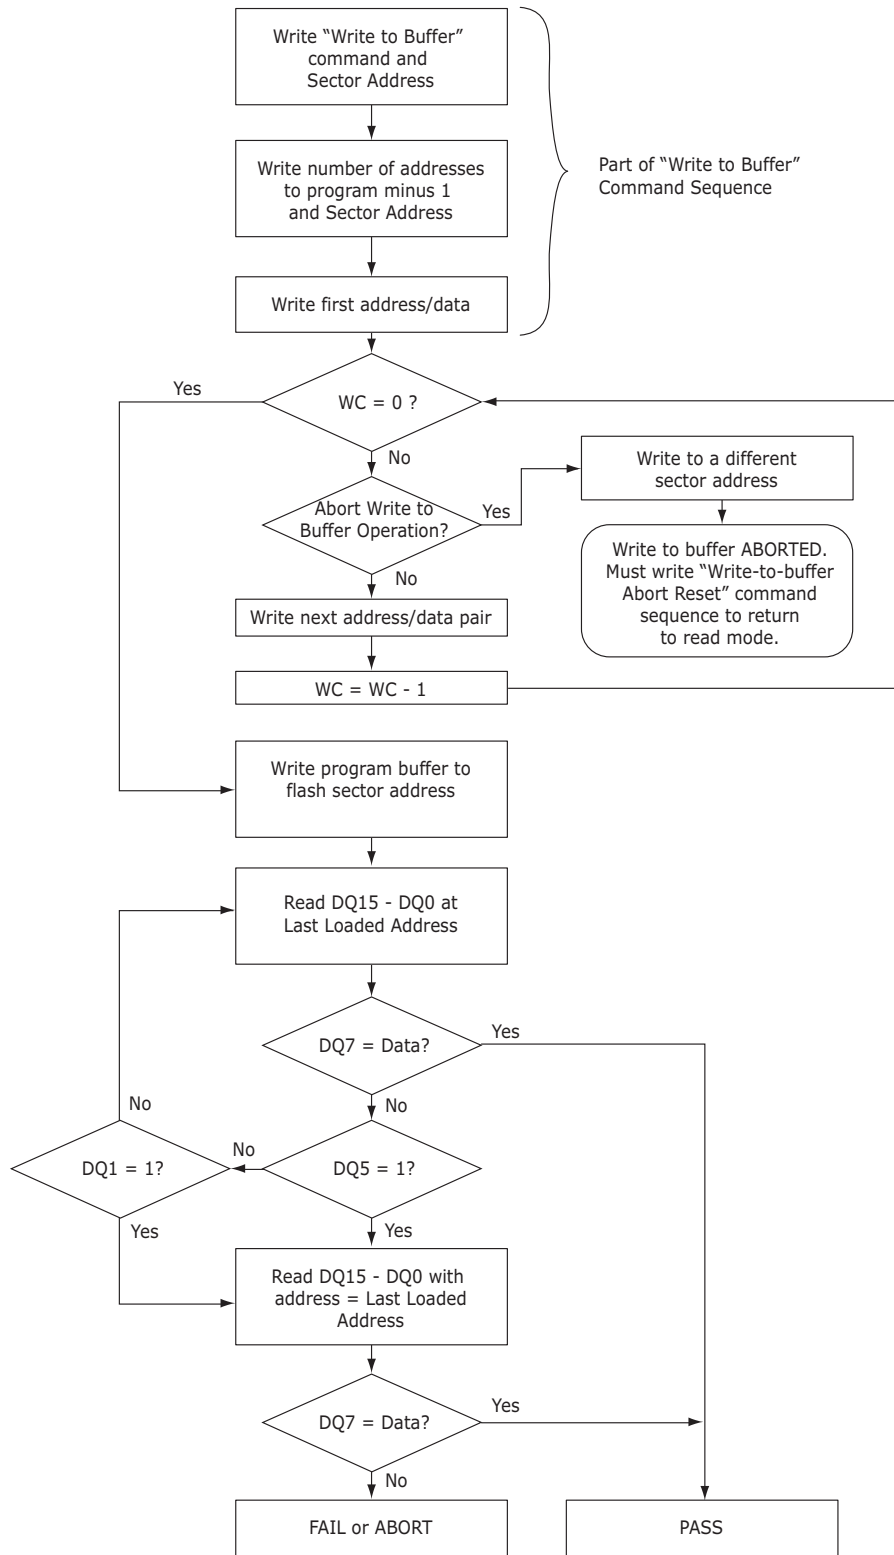 Write “Write to Buffer”
command and
Sector Address
Write number of addresses
to program minus 1
and Sector Address
Part of “Write to Buffer”
Command Sequence
Write first address/data
Yes
WC = 0 ?
No
Write to a different
sector address
Abort Write to
Buffer Operation?
Yes
No
Write to buffer ABORTED.
Must write “Write-to-buffer
Abort Reset” command
sequence to return
to read mode.
Write next address/data pair
WC = WC - 1
Write program buffer to
flash sector address
Read DQ15 - DQ0 at
Last Loaded Address
DQ7 = Data?
Yes
No
No
DQ1 = 1?
No
DQ5 = 1?
Yes
Yes
Read DQ15 - DQ0 with
address = Last Loaded
Address
DQ7 = Data?
Yes
No
FAIL or ABORT
PASS